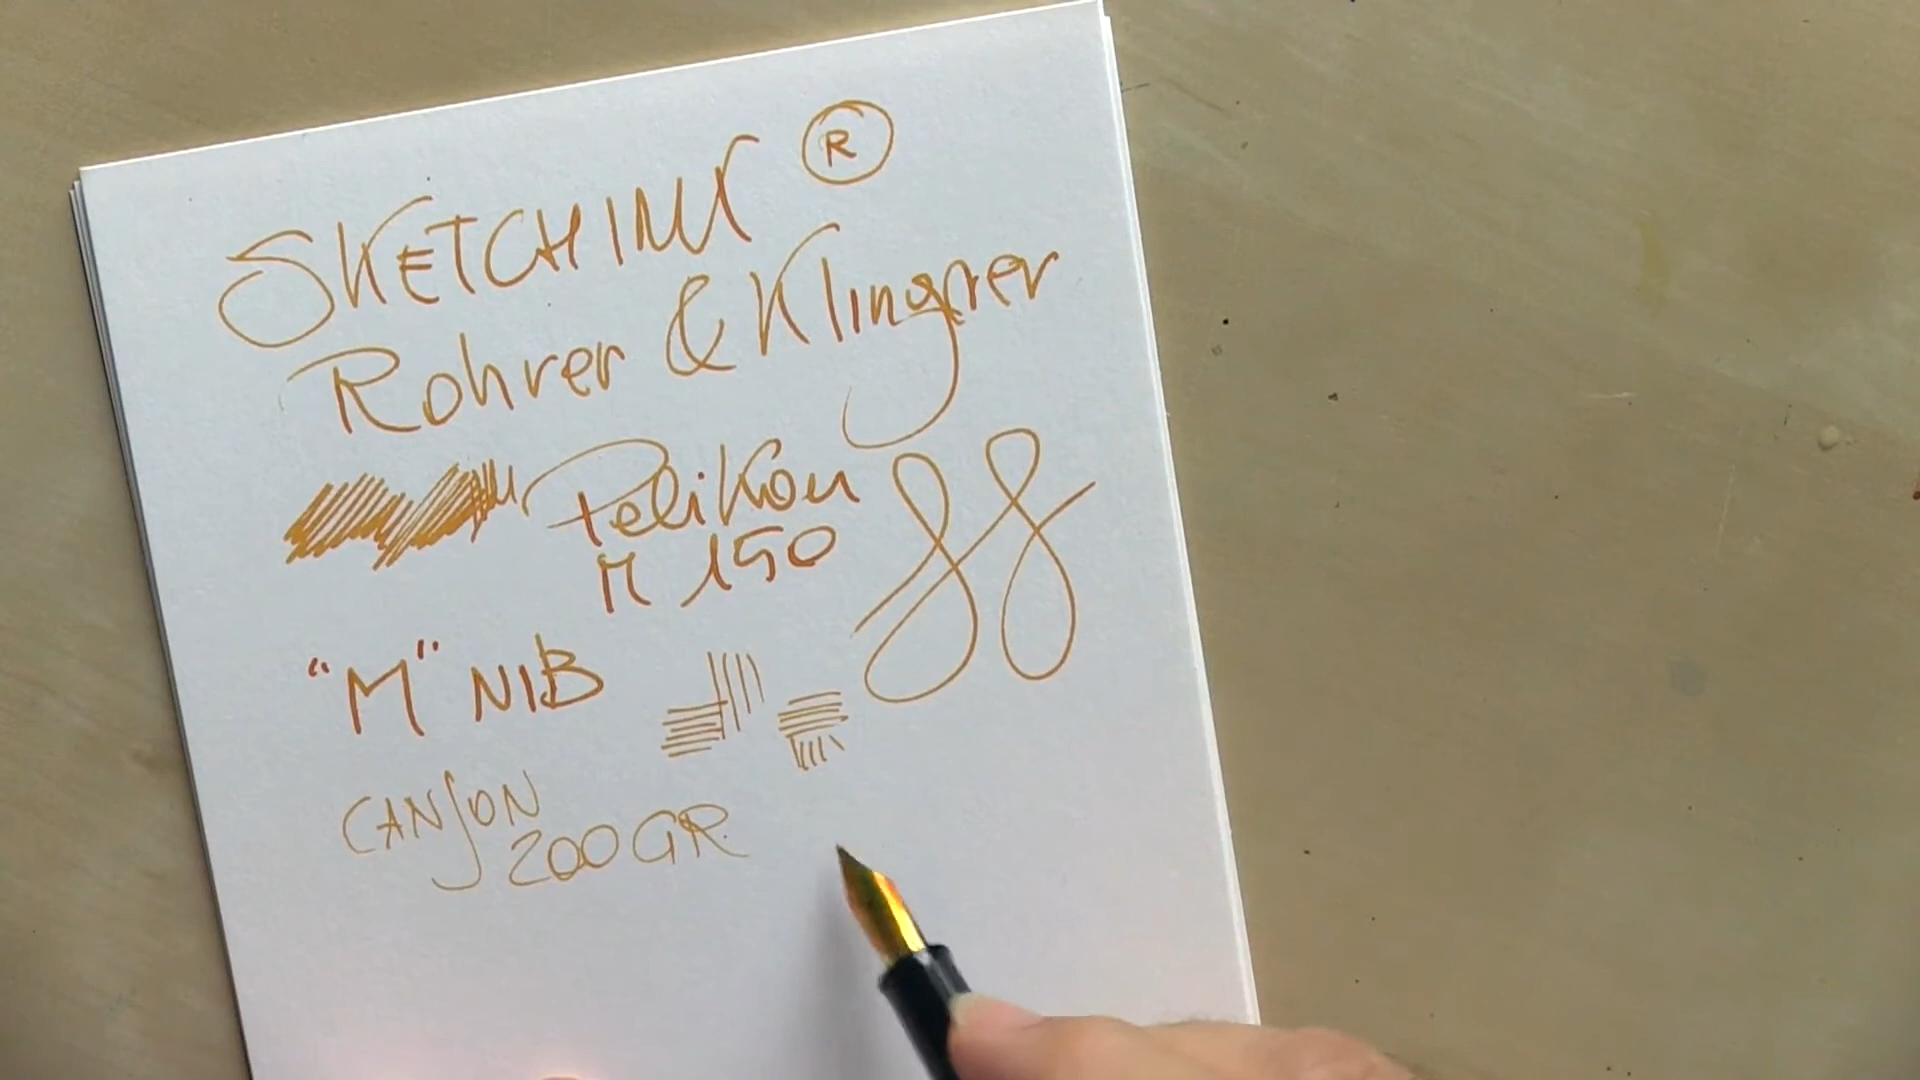 SKETCHINK ®
Rohrer & Klingner
Pelikan
M 150
"M" NIB
CANSON
200 GR.